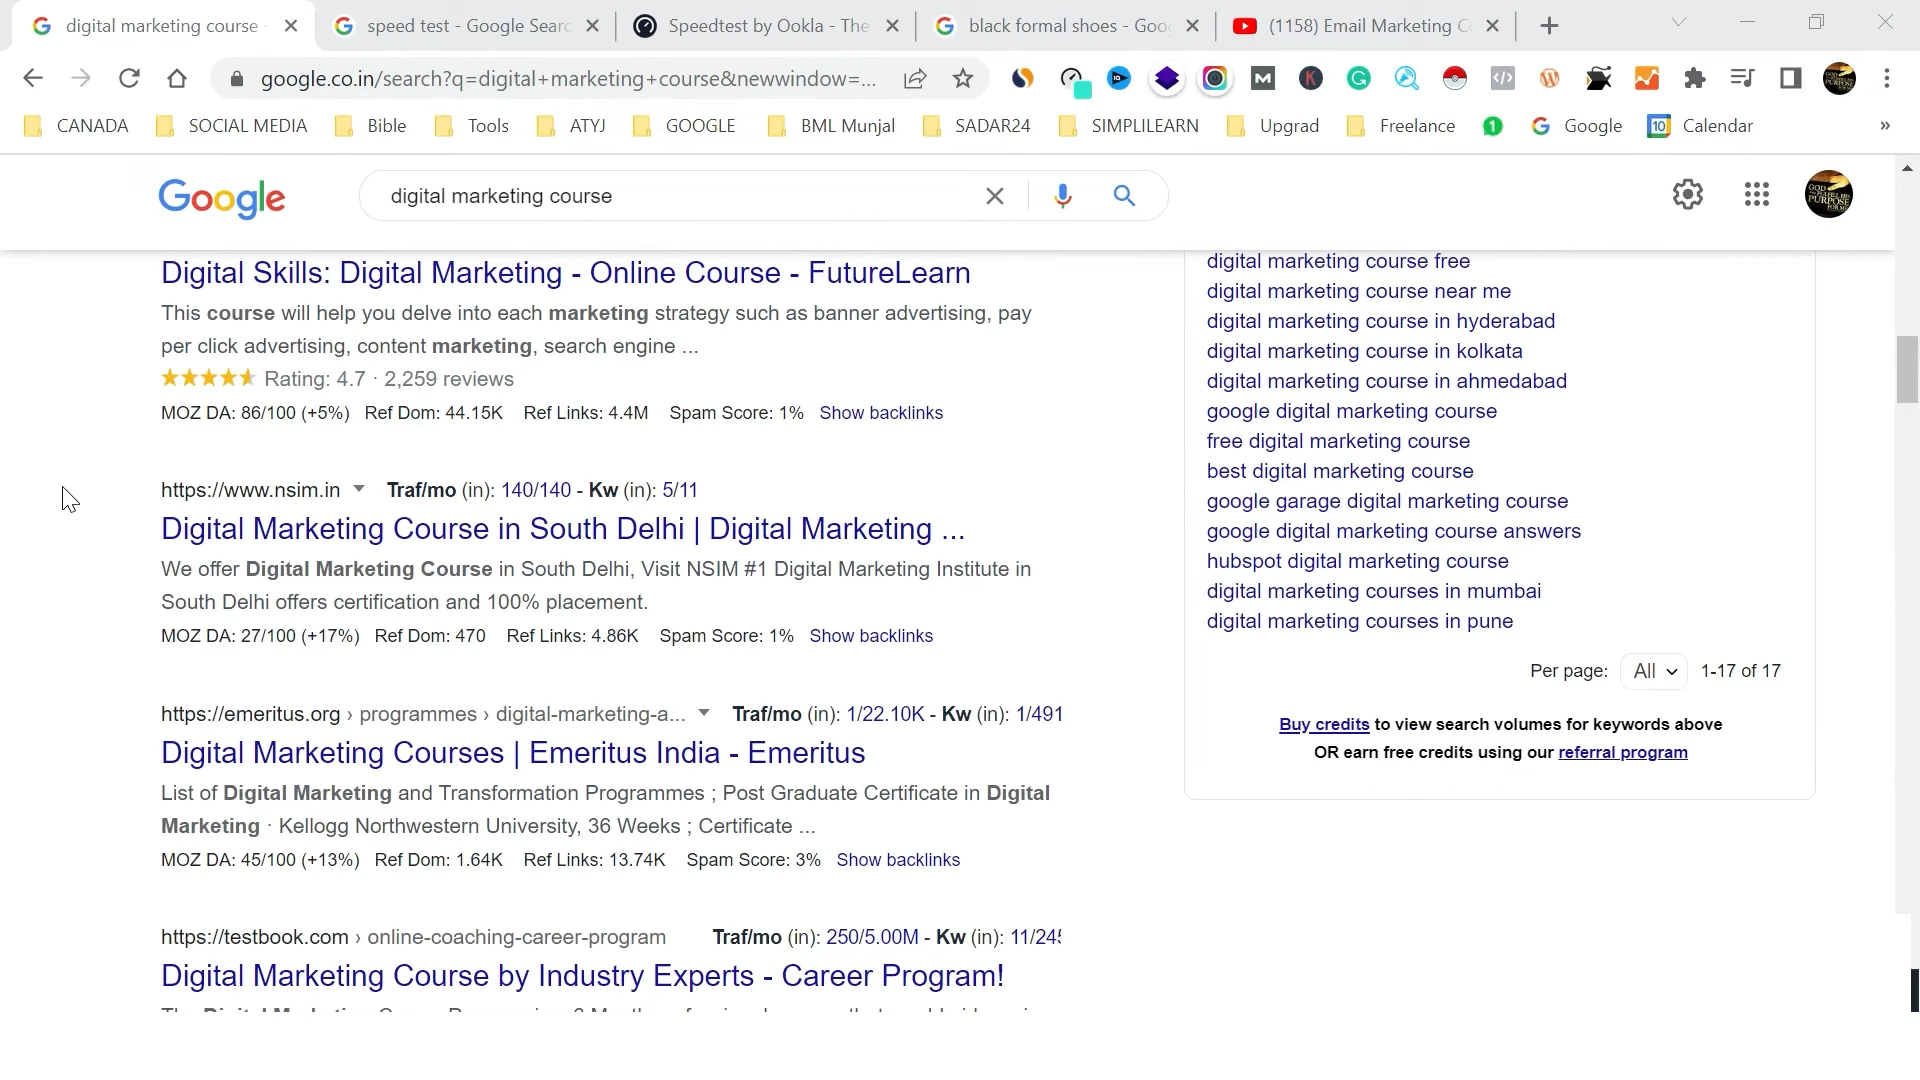 digital marketing course -
speed test - Google Searc
Speedtest by Ookla - The
black formal shoes - Goo
(1158) Email Marketing C
google.co.in/search?q=digital+marketing+course&newwindow=...
CANADA
SOCIAL MEDIA
Bible
Tools
ATYJ
GOOGLE
BML Munjal
SADAR24
SIMPLILEARN
Upgrad
Freelance
1
Google
10
Calendar
»
Google
digital marketing course
Digital Skills: Digital Marketing - Online Course - FutureLearn
This course will help you delve into each marketing strategy such as banner advertising, pay
per click advertising, content marketing, search engine ...
Rating: 4.7 · 2,259 reviews
MOZ DA: 86/100 (+5%) Ref Dom: 44.15K Ref Links: 4.4M Spam Score: 1% Show backlinks
https://www.nsim.in Traf/mo (in): 140/140 - Kw (in): 5/11
Digital Marketing Course in South Delhi | Digital Marketing ...
We offer Digital Marketing Course in South Delhi, Visit NSIM #1 Digital Marketing Institute in
South Delhi offers certification and 100% placement.
MOZ DA: 27/100 (+17%) Ref Dom: 470 Ref Links: 4.86K Spam Score: 1% Show backlinks
https://emeritus.org › programmes › digital-marketing-a... Traf/mo (in): 1/22.10K - Kw (in): 1/491
Digital Marketing Courses | Emeritus India - Emeritus
List of Digital Marketing and Transformation Programmes ; Post Graduate Certificate in Digital
Marketing · Kellogg Northwestern University, 36 Weeks ; Certificate ...
MOZ DA: 45/100 (+13%) Ref Dom: 1.64K Ref Links: 13.74K Spam Score: 3% Show backlinks
https://testbook.com › online-coaching-career-program Traf/mo (in): 250/5.00M - Kw (in): 11/245
Digital Marketing Course by Industry Experts - Career Program!
digital marketing course free
digital marketing course near me
digital marketing course in hyderabad
digital marketing course in kolkata
digital marketing course in ahmedabad
google digital marketing course
free digital marketing course
best digital marketing course
google garage digital marketing course
google digital marketing course answers
hubspot digital marketing course
digital marketing courses in mumbai
digital marketing courses in pune
Per page: All 1-17 of 17
Buy credits to view search volumes for keywords above
OR earn free credits using our referral program